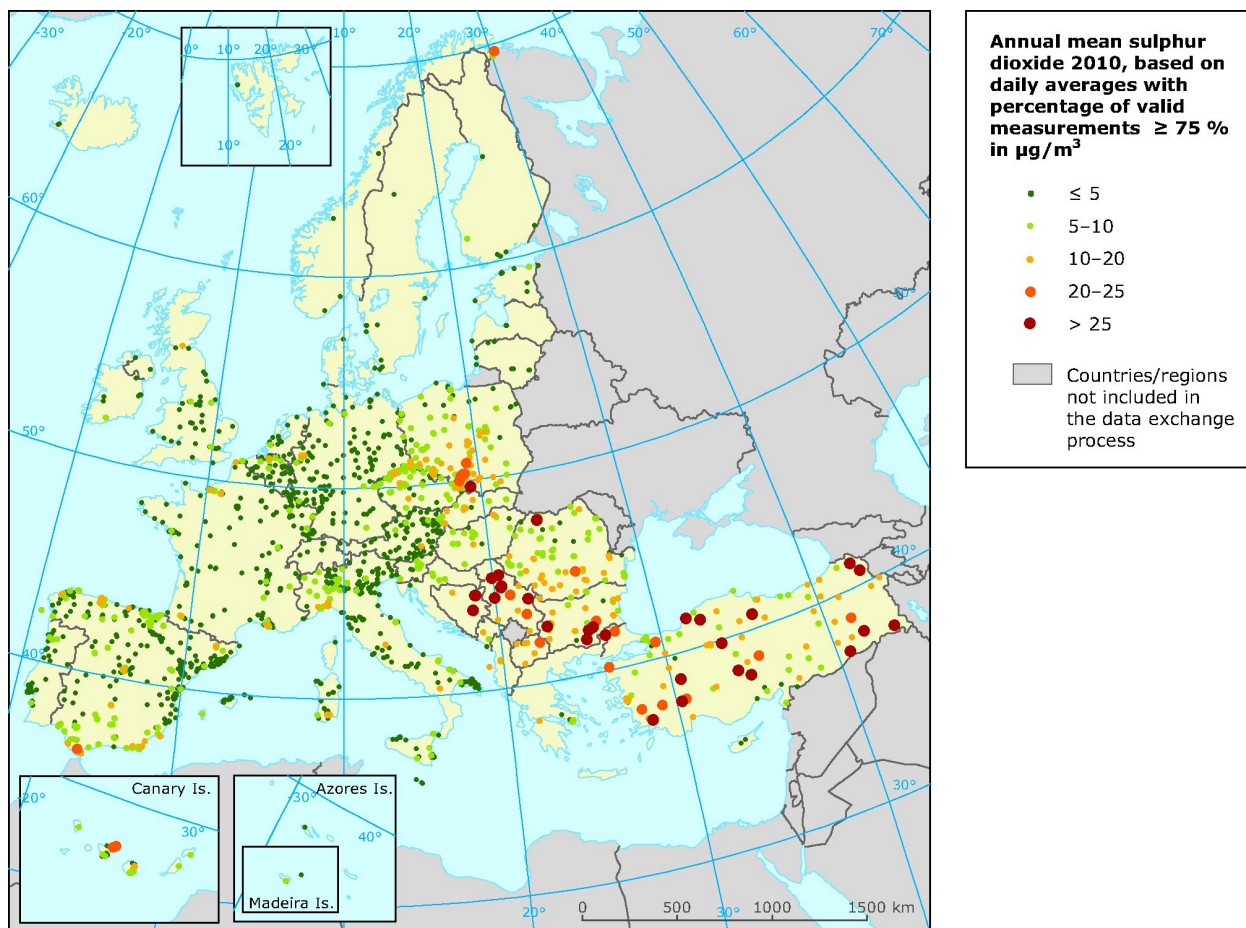 -30°
-20°
-10°
0°
10°
20°
30°
40°
50°
60°
70°
0°
10°
20°
30°
10°
20°
60°
50°
40°
50°
40°
30°
Canary Is.
-20°
30°
Azores Is.
-30°
40°
Madeira Is.
20°
30°
0 500 1000 1500 km
Annual mean sulphur
dioxide 2010, based on
daily averages with
percentage of valid
measurements ≥ 75 %
in µg/m³
≤ 5
5–10
10–20
20–25
> 25
Countries/regions
not included in
the data exchange
process